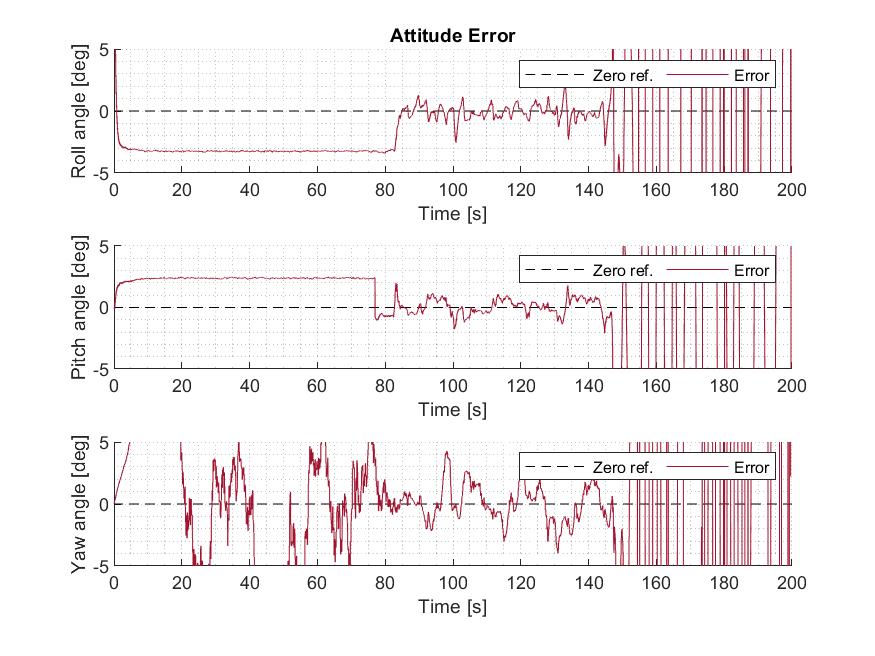 Attitude Error
Roll angle [deg]
5
0
-5
Zero ref. Error
0 20 40 60 80 100 120 140 160 180 200
Time [s]
Pitch angle [deg]
5
0
-5
Zero ref. Error
0 20 40 60 80 100 120 140 160 180 200
Time [s]
Yaw angle [deg]
5
0
-5
Zero ref. Error
0 20 40 60 80 100 120 140 160 180 200
Time [s]